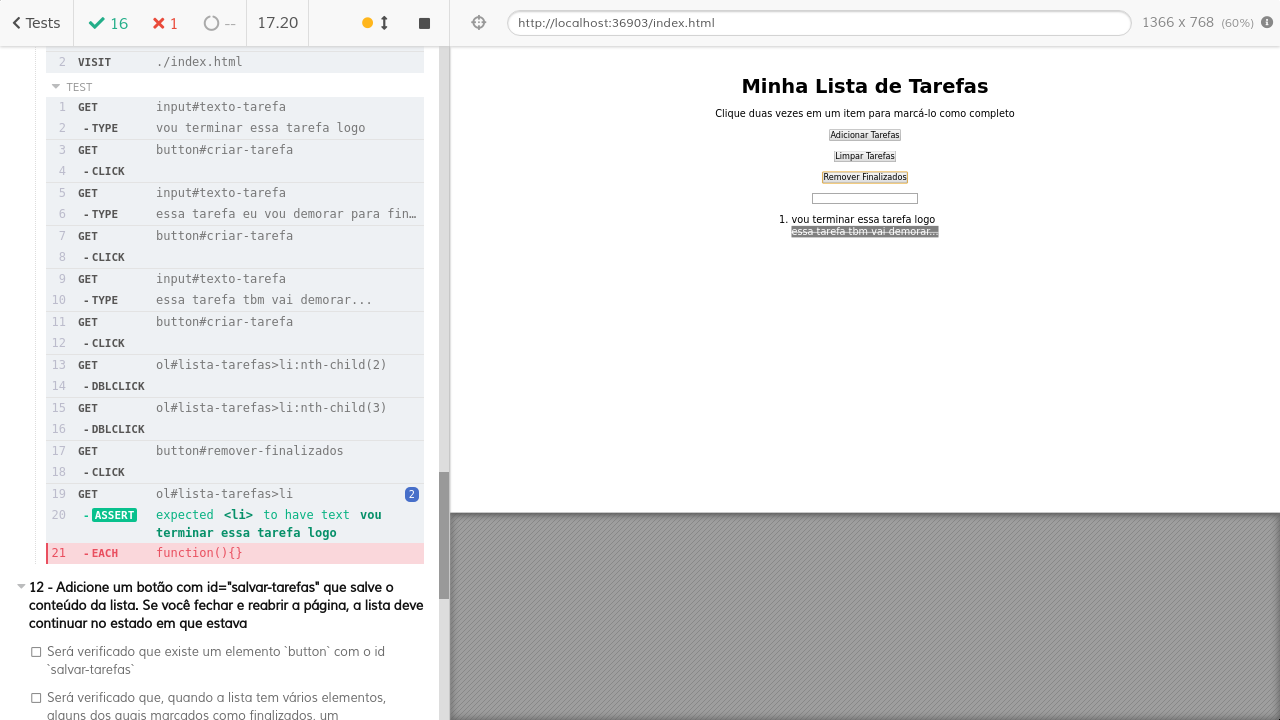 Tests
16
1
--
17.20
http://localhost:36903/index.html
1366 x 768 (60%)
2 VISIT ./index.html
TEST
1 GET input#texto-tarefa
2 -TYPE vou terminar essa tarefa logo
3 GET button#criar-tarefa
4 -CLICK
5 GET input#texto-tarefa
6 -TYPE essa tarefa eu vou demorar para fin…
7 GET button#criar-tarefa
8 -CLICK
9 GET input#texto-tarefa
10 -TYPE essa tarefa tbm vai demorar...
11 GET button#criar-tarefa
12 -CLICK
13 GET ol#lista-tarefas>li:nth-child(2)
14 -DBLCLICK
15 GET ol#lista-tarefas>li:nth-child(3)
16 -DBLCLICK
17 GET button#remover-finalizados
18 -CLICK
19 GET ol#lista-tarefas>li 2
20 -ASSERT expected <li> to have text vou
terminar essa tarefa logo
21 -EACH function(){}
12 - Adicione um botão com id="salvar-tarefas" que salve o
conteúdo da lista. Se você fechar e reabrir a página, a lista deve
continuar no estado em que estava
Será verificado que existe um elemento `button` com o id
`salvar-tarefas`
Será verificado que, quando a lista tem vários elementos,
alguns dos quais marcados como finalizados, um
Minha Lista de Tarefas
Clique duas vezes em um item para marcá-lo como completo
Adicionar Tarefas
Limpar Tarefas
Remover Finalizados
1. vou terminar essa tarefa logo
essa tarefa tbm vai demorar...